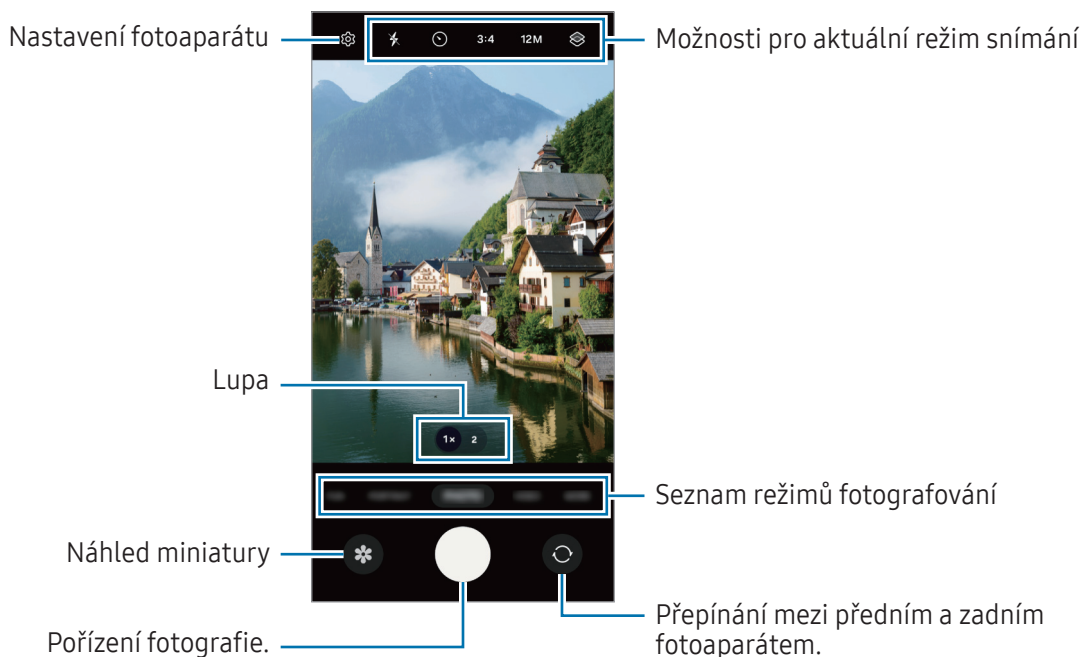 Nastavení fotoaparátu
3:4
12M
Možnosti pro aktuální režim snímání
Lupa
1×
2
Seznam režimů fotografování
Náhled miniatury
Přepínání mezi předním a zadním
fotoaparátem.
Pořízení fotografie.